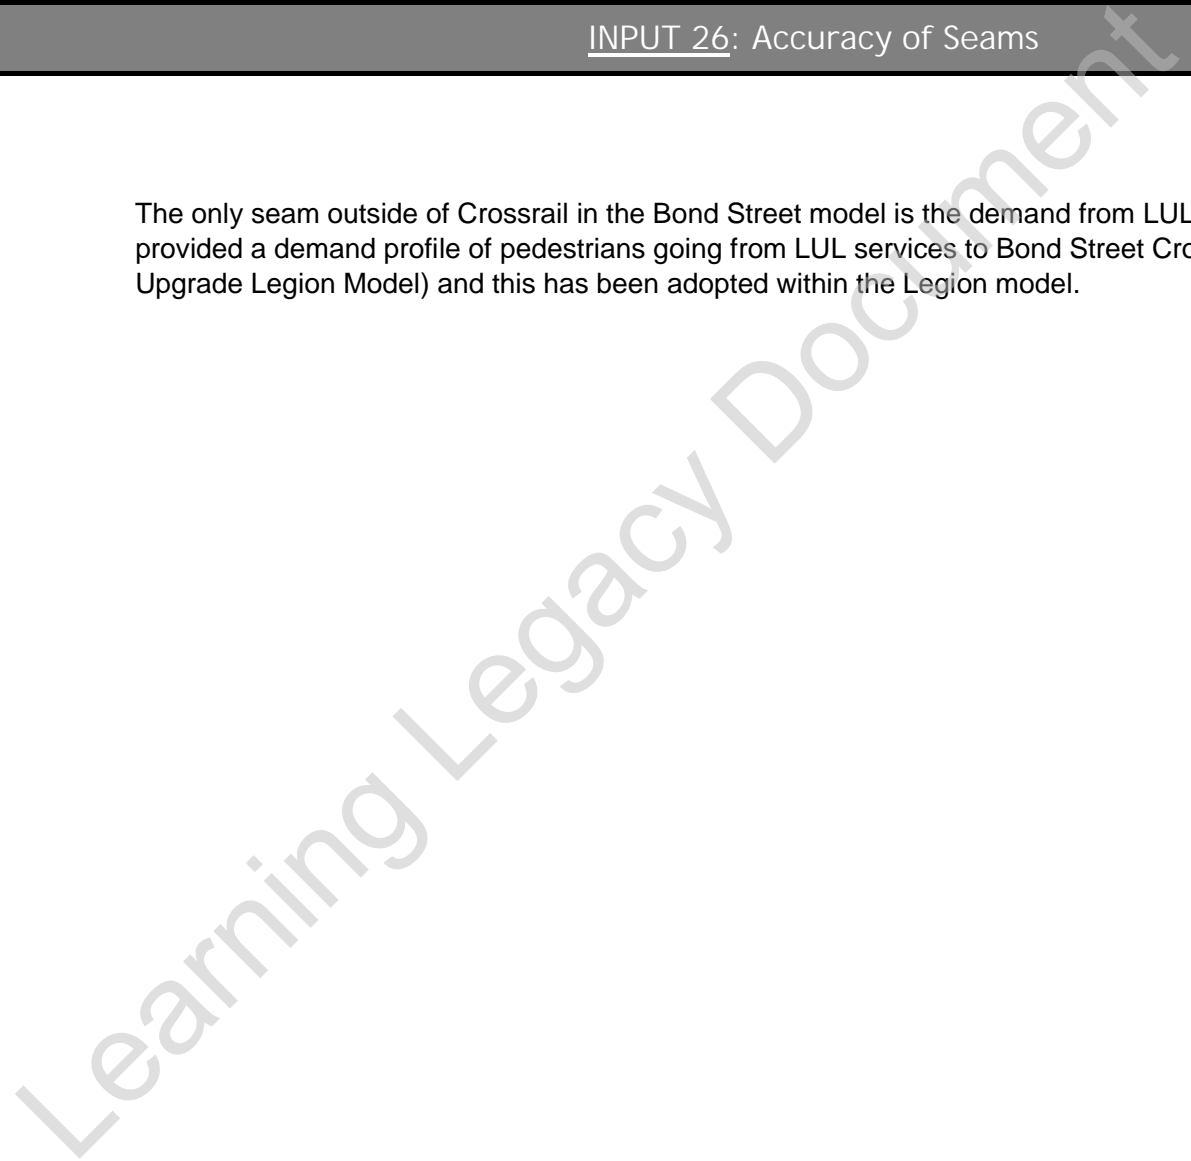 INPUT 26: Accuracy of Seams
The only seam outside of Crossrail in the Bond Street model is the demand from LUL
provided a demand profile of pedestrians going from LUL services to Bond Street Cro
Upgrade Legion Model) and this has been adopted within the Legion model.
Learning Legacy Document